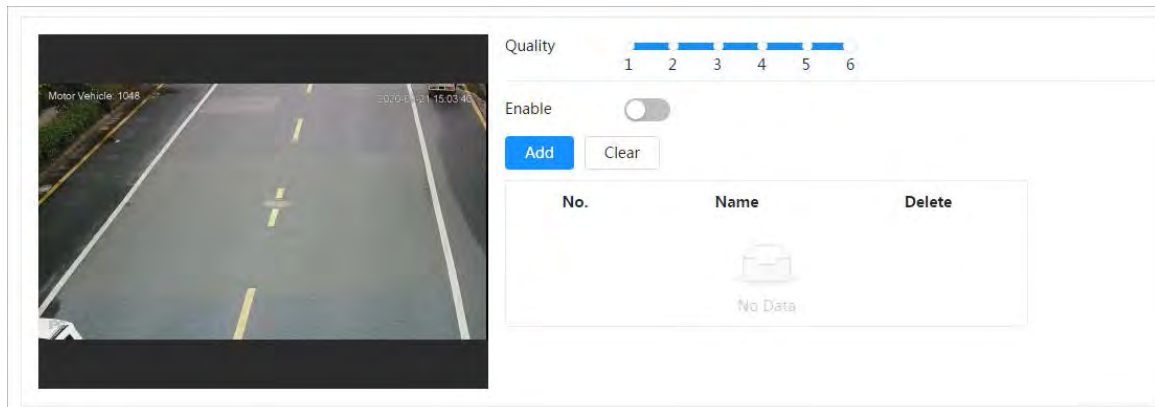 Quality
1 2 3 4 5 6
Motor Vehicle: 1048
Enable
Add Clear
No. Name Delete
No Data